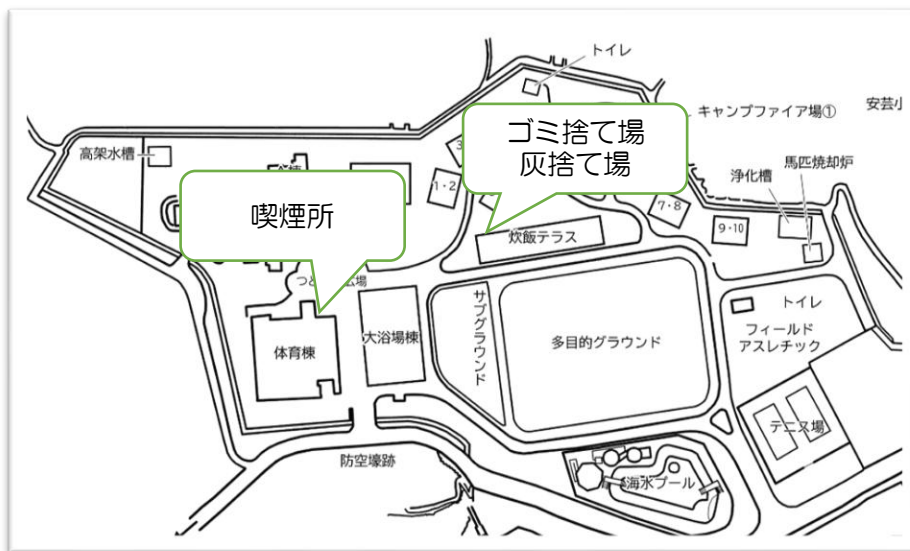 トイレ
キャンプファイア場①
安芸小
ゴミ捨て場
灰捨て場
高架水槽
馬匹焼却炉
浄化槽
喫煙所
1・2
7・8
9・10
炊飯テラス
広場
サブグラウンド
トイレ
フィールド
アスレチック
体育棟
大浴場棟
多目的グラウンド
テニス場
防空壕跡
海水プール